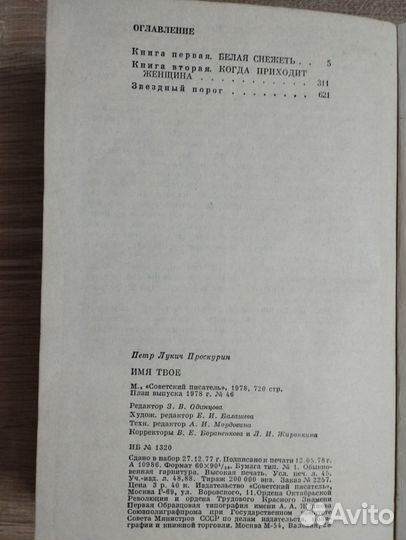 ОГЛАВЛЕНИЕ
Книга первая. БЕЛАЯ СНЕЖЕТЬ . . 5
Книга вторая. КОГДА ПРИХОДИТ
ЖЕНЩИНА . . . . . . . . . . . . 311
Звездный порог . . . . . . . . 621
Петр Лукич Проскурин
ИМЯ ТВОЕ
М., «Советский писатель», 1978, 720 стр.
План выпуска 1978 г. № 46
Редактор З. В. Одинцова
Худож. редактор Е. И. Балашева
Техн. редактор А. И. Мордовина
Корректоры В. Е. Бораненкова и Л. И. Жиронкина
ИБ № 1320
Сдано в набор 27.12.77 Подписано к печати 12.05.78 г.
А 10986. Формат 60×90¹/₁₆. Бумага тип. № 1. Обыкно-
венная гарнитура. Высокая печать. Усл. печ. л. 45.
Уч.-изд. л. 48,88. Тираж 200 000 экз. Заказ № 2257.
Цена 3 р. 40 к. Издательство «Советский писатель»,
Москва Г-69, ул. Воровского, 11. Ордена Октябрьской
Революции и ордена Трудового Красного Знамени
Первая Образцовая типография имени А. А. Ж
Союзполиграфпрома при Государственном
Совета Министров СССР по делам издательств, поли-
графии и книжной торговли. Москва М-54, Валовая, 28
Avito